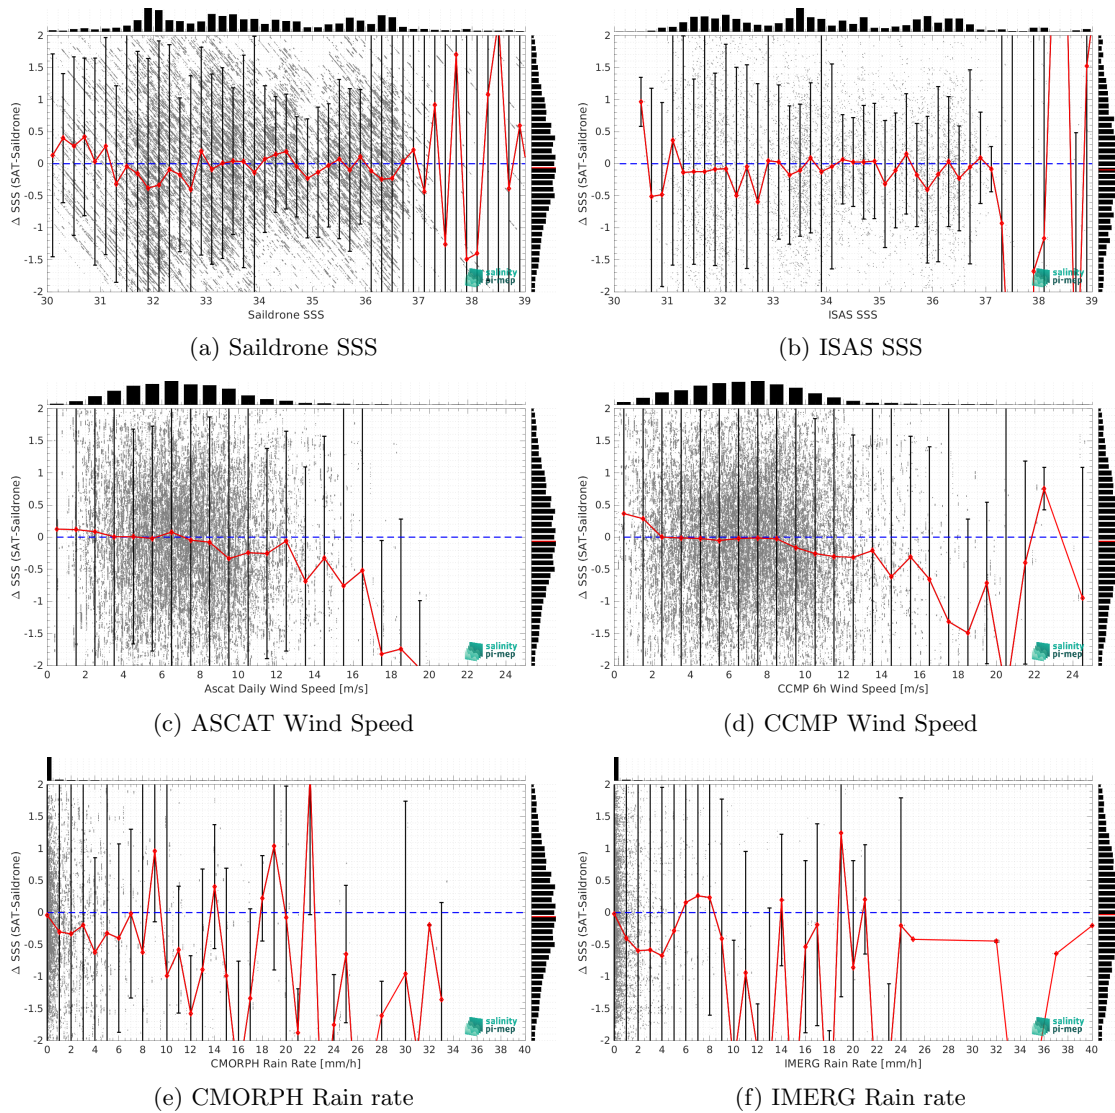 2
1.5
1
0.5
0
-0.5
-1
-1.5
-2
Δ SSS (SAT-Saildrone)
30 31 32 33 34 35 36 37 38 39
Saildrone SSS
salinity
pi-mep
(a) Saildrone SSS
2
1.5
1
0.5
0
-0.5
-1
-1.5
-2
Δ SSS (SAT-Saildrone)
30 31 32 33 34 35 36 37 38 39
ISAS SSS
salinity
pi-mep
(b) ISAS SSS
2
1.5
1
0.5
0
-0.5
-1
-1.5
-2
Δ SSS (SAT-Saildrone)
0 2 4 6 8 10 12 14 16 18 20 22 24
Ascat Daily Wind Speed [m/s]
salinity
pi-mep
(c) ASCAT Wind Speed
2
1.5
1
0.5
0
-0.5
-1
-1.5
-2
Δ SSS (SAT-Saildrone)
0 2 4 6 8 10 12 14 16 18 20 22 24
CCMP 6h Wind Speed [m/s]
salinity
pi-mep
(d) CCMP Wind Speed
2
1.5
1
0.5
0
-0.5
-1
-1.5
-2
Δ SSS (SAT-Saildrone)
0 2 4 6 8 10 12 14 16 18 20 22 24 26 28 30 32 34 36 38 40
CMORPH Rain Rate [mm/h]
salinity
pi-mep
(e) CMORPH Rain rate
2
1.5
1
0.5
0
-0.5
-1
-1.5
-2
Δ SSS (SAT-Saildrone)
0 2 4 6 8 10 12 14 16 18 20 22 24 26 28 30 32 34 36 38 40
IMERG Rain Rate [mm/h]
salinity
pi-mep
(f) IMERG Rain rate